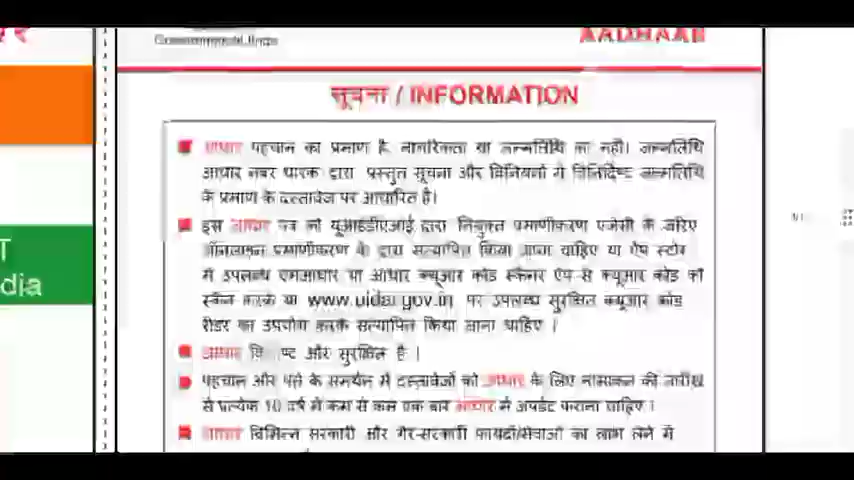 AADHAAR
सूचना / INFORMATION
आधार पहचान का प्रमाण है, नागरिकता या जन्मतिथि का नहीं। जन्मतिथि
आधार नंबर धारक द्वारा प्रस्तुत सूचना और विनियमों में विनिर्दिष्ट जन्मतिथि
के प्रमाण के दस्तावेज पर आधारित है।
इस आधार पत्र को यूआईडीएआई द्वारा नियुक्त प्रमाणीकरण एजेंसी के जरिए
ऑनलाइन प्रमाणीकरण के द्वारा सत्यापित किया जाना चाहिए या ऐप स्टोर
में उपलब्ध एमआधार या आधार क्यूआर कोड स्कैनर ऐप से क्यूआर कोड को
स्कैन करके या www.uidai.gov.in पर उपलब्ध सुरक्षित क्यूआर कोड
रीडर का उपयोग करके सत्यापित किया जाना चाहिए ।
आधार और सुरक्षित है ।
पहचान और पते के समर्थन में दस्तावेजों को आधार के लिए नामांकन की तारीख
से प्रत्येक 10 वर्ष में कम से कम एक बार आधार में अपडेट कराना चाहिए ।
आधार विभिन्न सरकारी और गैर-सरकारी फायदों/सेवाओं का लाभ लेने में
T
dia